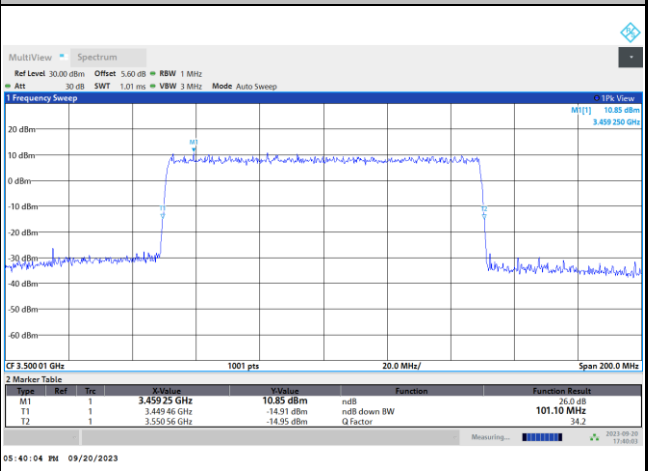 MultiView Spectrum
Ref Level 30.00 dBm Offset 5.60 dB RBW 1 MHz
Att 30 dB SWT 1.01 ms VBW 3 MHz Mode Auto Sweep
1 Frequency Sweep 1Pk View
M1[1] 10.85 dBm
3.459 250 GHz
20 dBm
M1
10 dBm
0 dBm
-10 dBm
T1 T2
-20 dBm
-30 dBm
-40 dBm
-50 dBm
-60 dBm
CF 3.500 01 GHz 1001 pts 20.0 MHz/ Span 200.0 MHz
2 Marker Table
Type Ref Trc X-Value Y-Value Function Function Result
M1 1 3.459 25 GHz 10.85 dBm ndB 26.0 dB
T1 1 3.449 46 GHz -14.91 dBm ndB down BW 101.10 MHz
T2 1 3.550 56 GHz -14.95 dBm Q Factor 34.2
Measuring... 2023-09-20
17:40:03
05:40:04 PM 09/20/2023